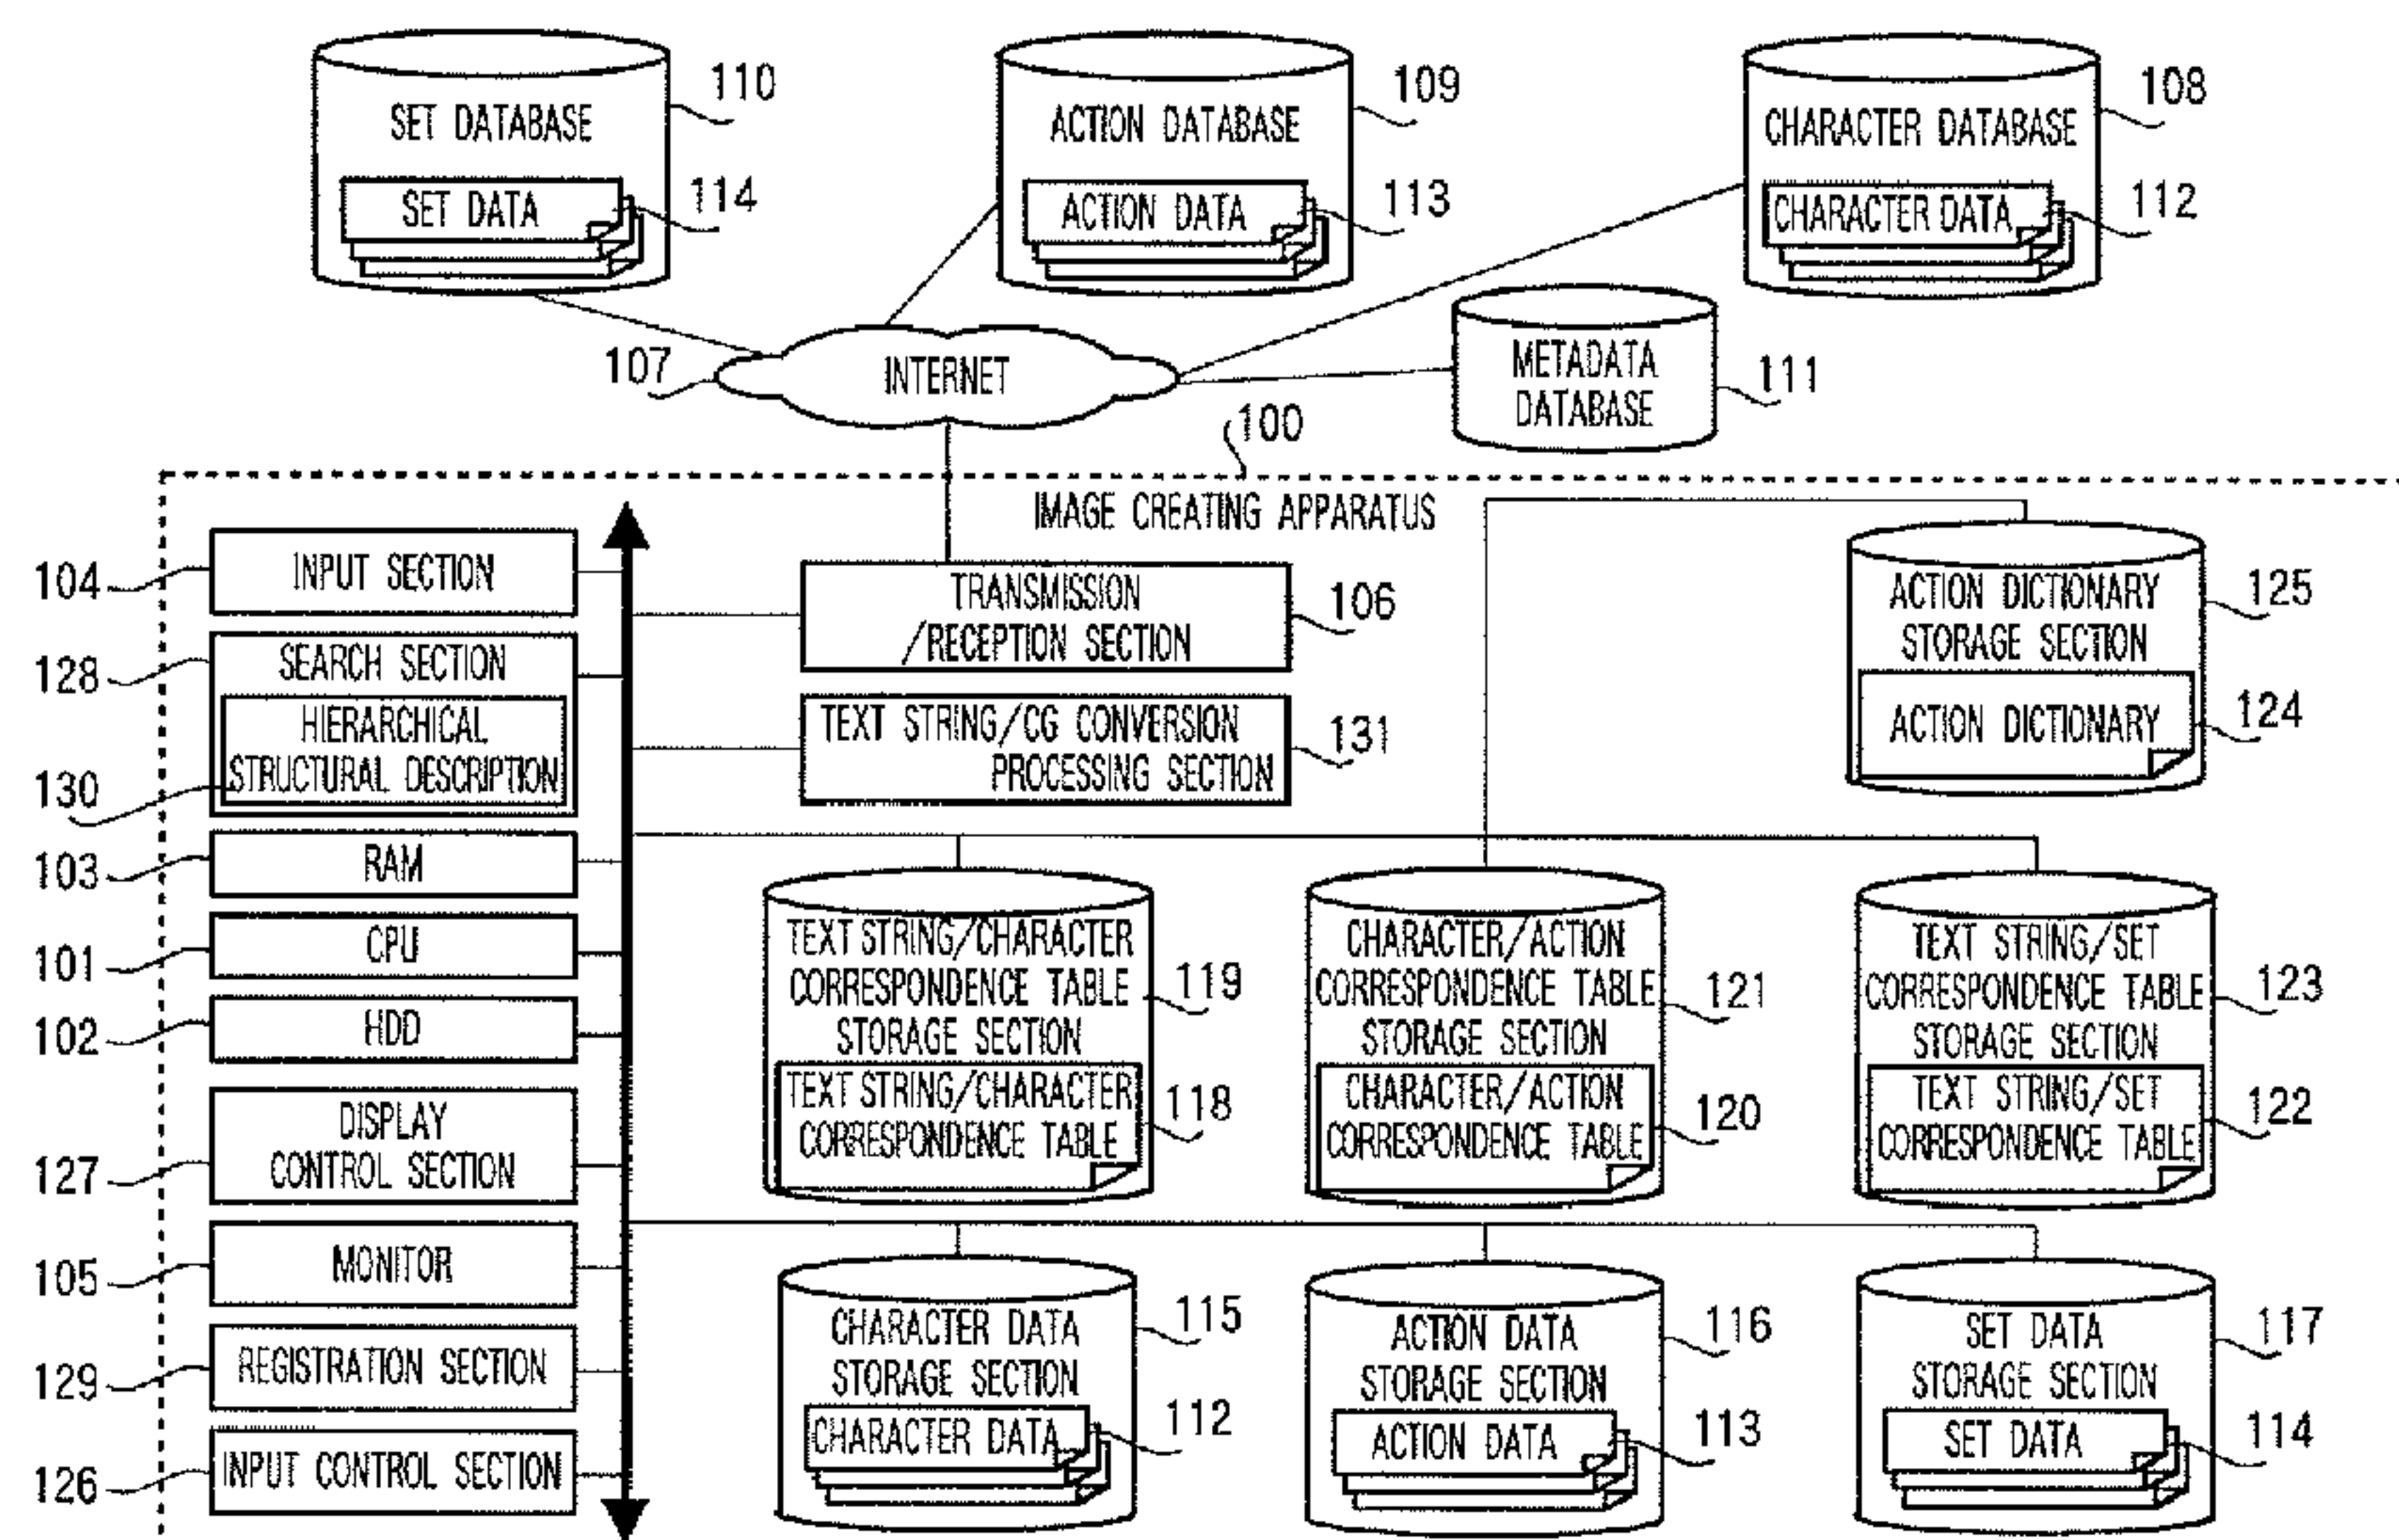 SET DATABASE
110
SET DATA
114
ACTION DATABASE
109
ACTION DATA
113
CHARACTER DATABASE
108
CHARACTER DATA
112
107
INTERNET
METADATA
DATABASE
111
100
IMAGE CREATING APPARATUS
104
INPUT SECTION
128
SEARCH SECTION
HIERARCHICAL
STRUCTURAL DESCRIPTION
130
103
RAM
101
CPU
102
HDD
127
DISPLAY
CONTROL SECTION
105
MONITOR
129
REGISTRATION SECTION
126
INPUT CONTROL SECTION
TRANSMISSION
/RECEPTION SECTION
106
TEXT STRING/CG CONVERSION
PROCESSING SECTION
131
ACTION DICTIONARY
STORAGE SECTION
125
ACTION DICTIONARY
124
TEXT STRING/CHARACTER
CORRESPONDENCE TABLE
STORAGE SECTION
119
TEXT STRING/CHARACTER
CORRESPONDENCE TABLE
118
CHARACTER/ACTION
CORRESPONDENCE TABLE
STORAGE SECTION
121
CHARACTER/ACTION
CORRESPONDENCE TABLE
120
TEXT STRING/SET
CORRESPONDENCE TABLE
STORAGE SECTION
123
TEXT STRING/SET
CORRESPONDENCE TABLE
122
CHARACTER DATA
STORAGE SECTION
115
CHARACTER DATA
112
ACTION DATA
STORAGE SECTION
116
ACTION DATA
113
SET DATA
STORAGE SECTION
117
SET DATA
114